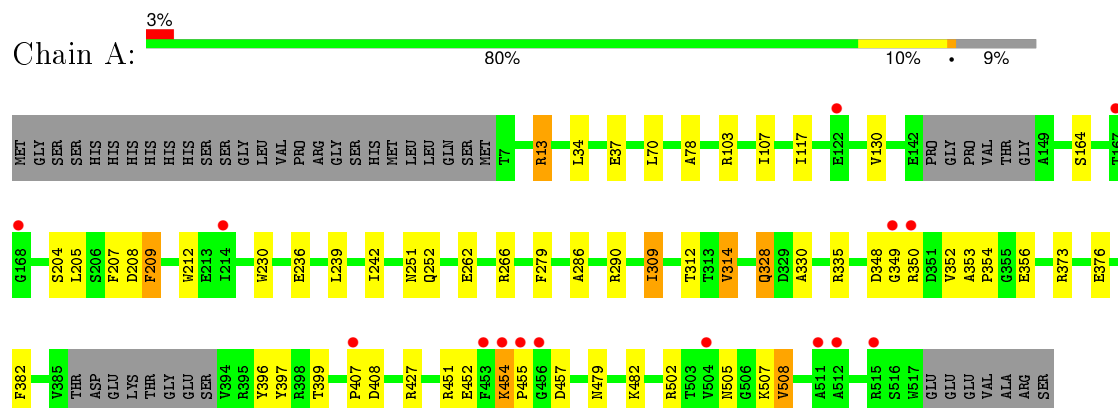 3%
Chain A:
80% 10% • 9%
MET GLY SER SER HIS HIS HIS HIS HIS HIS SER SER GLY LEU VAL PRO ARG GLY SER HIS MET LEU LEU GLN SER MET T7 R13 L34 E37 L70 A78 R103 I107 I117 E122 V130 E142 PRO GLY PRO VAL THR GLY A149 S164 T167
G168 S204 L205 S206 F207 D208 F209 W212 E213 I214 W230 E236 L239 I242 N251 Q252 E262 R266 F279 A286 R290 I309 T312 T313 V314 Q328 D329 A330 R335 D348 G349 R350 D351 V352 A353 P354 G355 E356 R373 E376
F382 V385 THR ASP GLU LYS THR GLY GLU SER V394 R395 Y396 Y397 R398 T399 P407 D408 R427 R451 E452 F453 K454 P455 G456 D457 N479 K482 R502 T503 V504 N505 G506 K507 V508 A511 A512 R515 S516 W517 GLU GLU GLU VAL ALA ARG SER